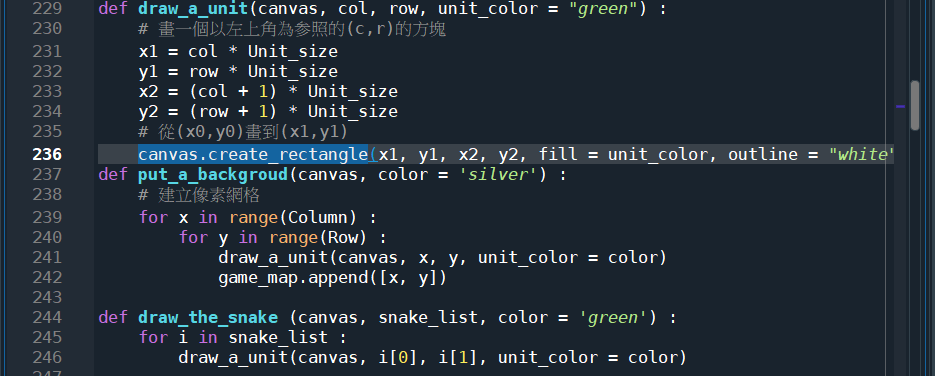 229 def draw_a_unit(canvas, col, row, unit_color = "green") :
230 # 畫一個以左上角為參照的(c,r)的方塊
231 x1 = col * Unit_size
232 y1 = row * Unit_size
233 x2 = (col + 1) * Unit_size
234 y2 = (row + 1) * Unit_size
235 # 從(x0,y0)畫到(x1,y1)
236 canvas.create_rectangle(x1, y1, x2, y2, fill = unit_color, outline = "white"
237 def put_a_backgroud(canvas, color = 'silver') :
238 # 建立像素網格
239 for x in range(Column) :
240 for y in range(Row) :
241 draw_a_unit(canvas, x, y, unit_color = color)
242 game_map.append([x, y])
243
244 def draw_the_snake (canvas, snake_list, color = 'green') :
245 for i in snake_list :
246 draw_a_unit(canvas, i[0], i[1], unit_color = color)